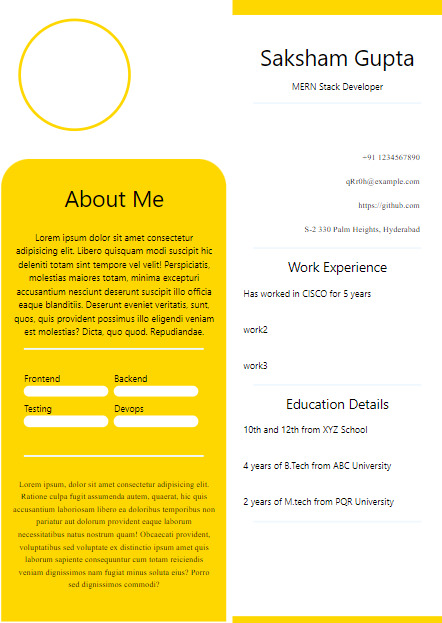 About Me
Lorem ipsum dolor sit amet consectetur
adipisicing elit. Libero quisquam modi suscipit hic
deleniti totam sint tempore vel velit! Perspiciatis,
molestias maiores totam, minima excepturi
accusantium nesciunt deserunt suscipit illo officia
eaque blanditiis. Deserunt eveniet veritatis, sunt,
quos, quis provident possimus illo eligendi veniam
est molestias? Dicta, quo quod. Repudiandae.
Frontend Backend
Testing Devops
Lorem ipsum, dolor sit amet consectetur adipisicing elit.
Ratione culpa fugit assumenda autem, quaerat, hic quis
accusantium laboriosam libero ea doloribus temporibus non
pariatur aut dolorum provident eaque laborum
necessitatibus natus nostrum quam! Obcaecati provident,
voluptatibus sed voluptate ex distinctio ipsum amet quis
laborum sapiente consequuntur cum totam reiciendis
veniam dignissimos nam fugiat minus soluta eius? Porro
sed dignissimos commodi?
Saksham Gupta
MERN Stack Developer
+91 1234567890
qRr0h@example.com
https://github.com
S-2 330 Palm Heights, Hyderabad
Work Experience
Has worked in CISCO for 5 years
work2
work3
Education Details
10th and 12th from XYZ School
4 years of B.Tech from ABC University
2 years of M.tech from PQR University